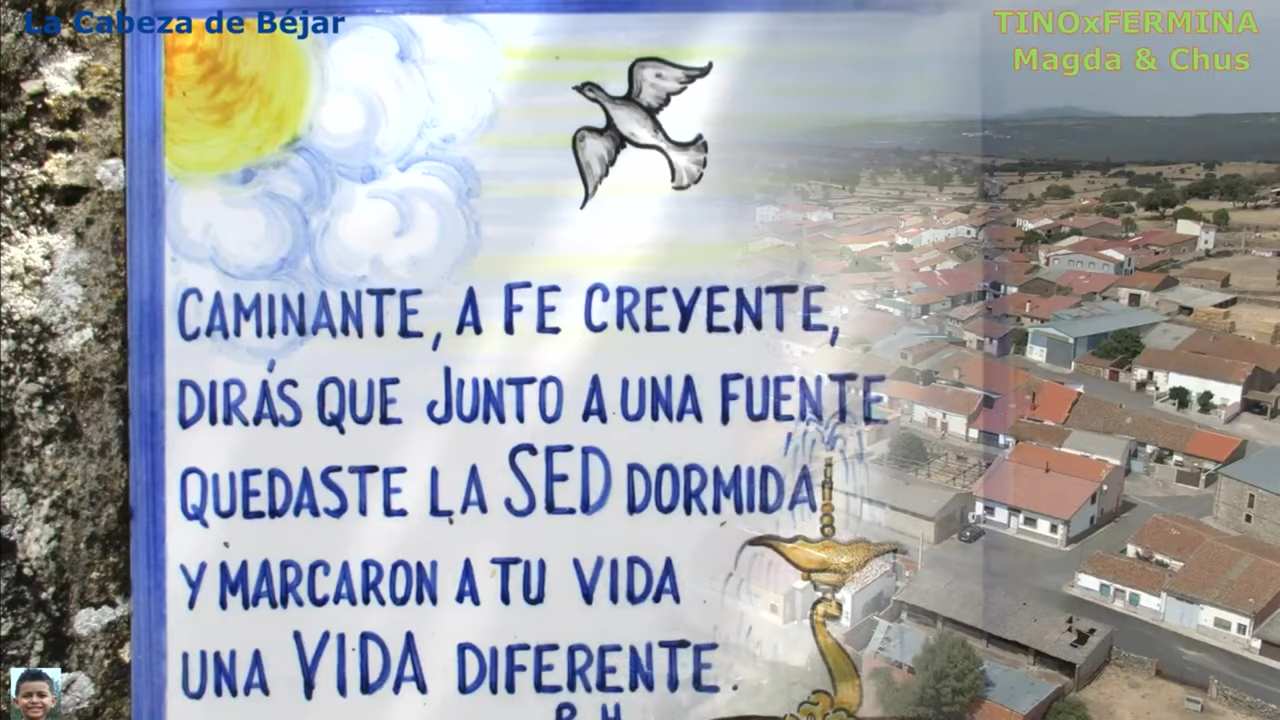 La Cabeza de Béjar
TINOxFERMINA
Magda & Chus
CAMINANTE, A FE CREYENTE,
DIRÁS QUE JUNTO A UNA FUENTE
QUEDASTE LA SED DORMIDA
Y MARCARON A TU VIDA
UNA VIDA DIFERENTE.